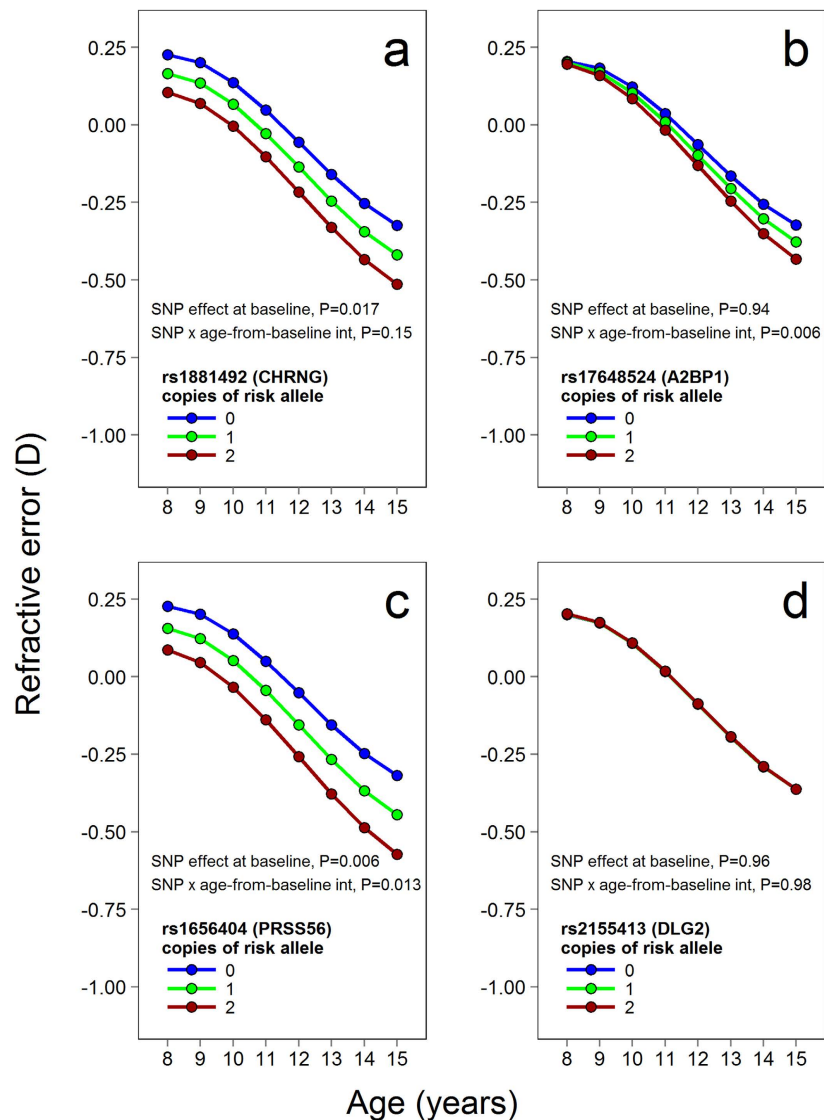 Refractive error (D)
a
0.25
0.00
-0.25
-0.50
-0.75
-1.00
SNP effect at baseline, P=0.017
SNP x age-from-baseline int, P=0.15
rs1881492 (CHRNG)
copies of risk allele
0
1
2
8 9 10 11 12 13 14 15
b
0.25
0.00
-0.25
-0.50
-0.75
-1.00
SNP effect at baseline, P=0.94
SNP x age-from-baseline int, P=0.006
rs17648524 (A2BP1)
copies of risk allele
0
1
2
8 9 10 11 12 13 14 15
c
0.25
0.00
-0.25
-0.50
-0.75
-1.00
SNP effect at baseline, P=0.006
SNP x age-from-baseline int, P=0.013
rs1656404 (PRSS56)
copies of risk allele
0
1
2
8 9 10 11 12 13 14 15
d
0.25
0.00
-0.25
-0.50
-0.75
-1.00
SNP effect at baseline, P=0.96
SNP x age-from-baseline int, P=0.98
rs2155413 (DLG2)
copies of risk allele
0
1
2
8 9 10 11 12 13 14 15
Age (years)